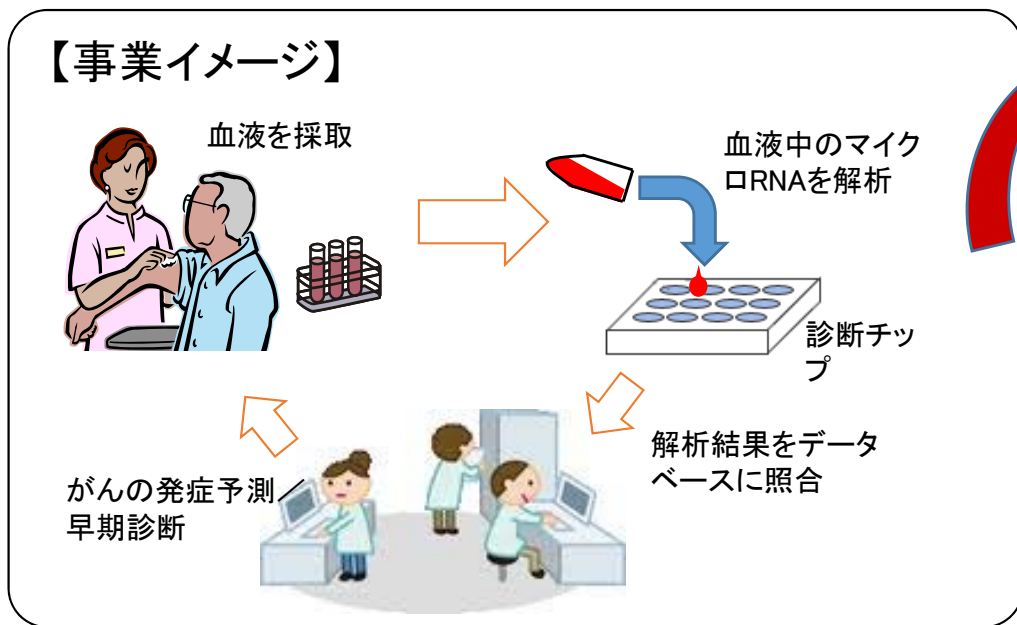 【事業イメージ】
血液を採取
血液中のマイク
ロRNAを解析
診断チッ
プ
解析結果をデータ
ベースに照合
がんの発症予測／
早期診断